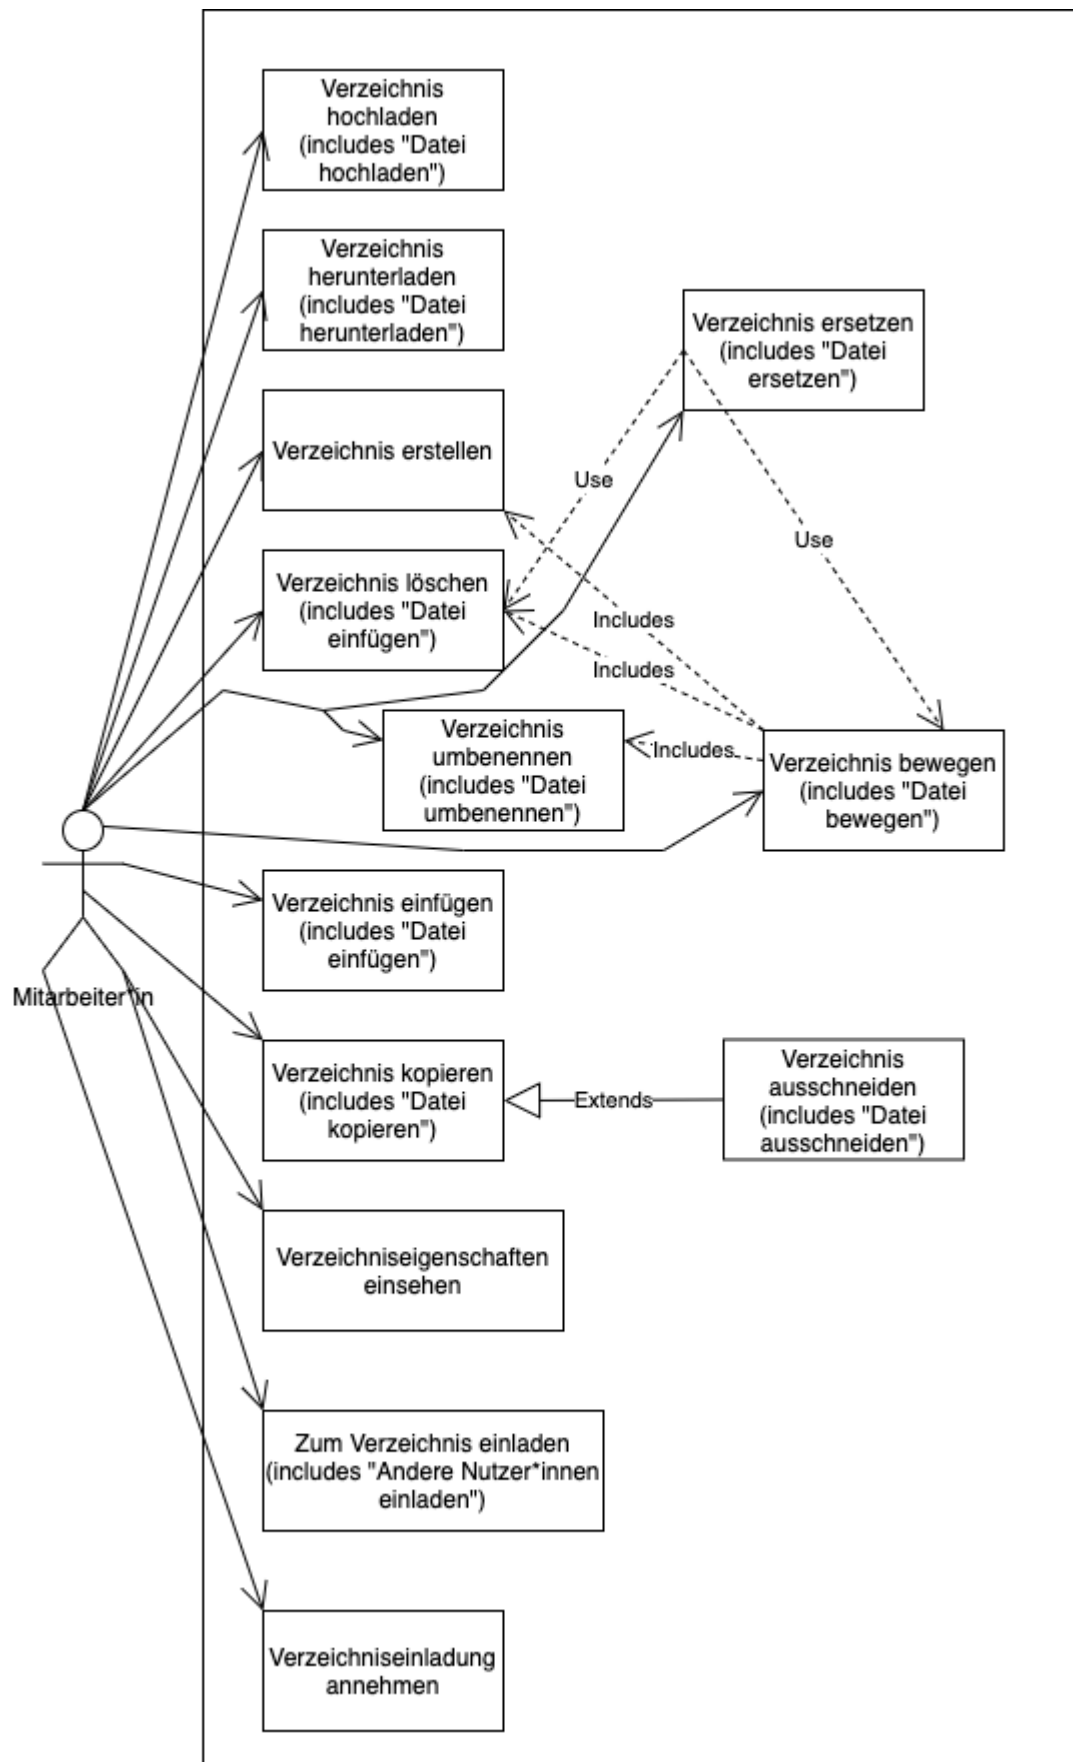 Verzeichnis
hochladen
(includes "Datei
hochladen")
Verzeichnis
herunterladen
(includes "Datei
herunterladen")
Verzeichnis ersetzen
(includes "Datei
ersetzen")
Verzeichnis erstellen
Use
Use
Verzeichnis löschen
(includes "Datei
einfügen")
Includes
Includes
Verzeichnis
umbenennen
(includes "Datei
umbenennen")
Includes
Verzeichnis bewegen
(includes "Datei
bewegen")
Verzeichnis einfügen
(includes "Datei
einfügen")
Mitarbeiter*in
Verzeichnis kopieren
(includes "Datei
kopieren")
Extends
Verzeichnis
ausschneiden
(includes "Datei
ausschneiden")
Verzeichniseigenschaften
einsehen
Zum Verzeichnis einladen
(includes "Andere Nutzer*innen
einladen")
Verzeichniseinladung
annehmen